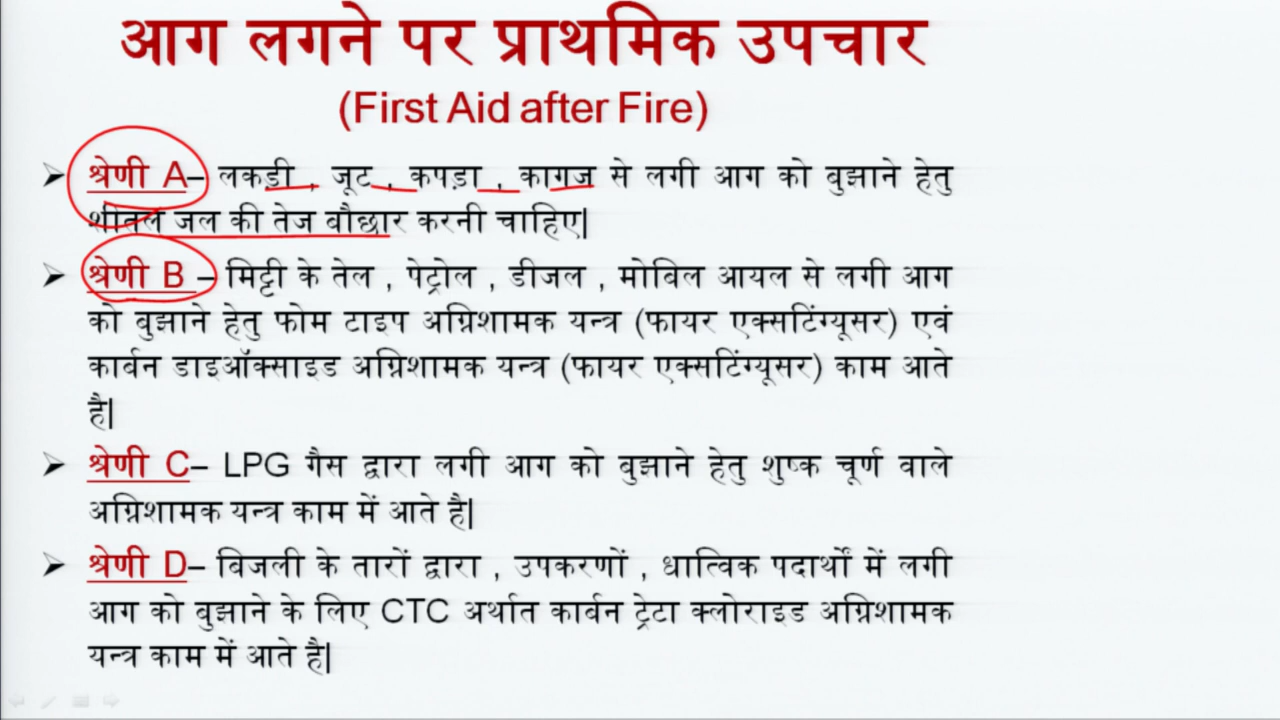 आग लगने पर प्राथमिक उपचार
(First Aid after Fire)
➢ श्रेणी A– लकड़ी , जूट , कपड़ा , कागज से लगी आग को बुझाने हेतु
शीतल जल की तेज बौछार करनी चाहिए|
➢ श्रेणी B – मिट्टी के तेल , पेट्रोल , डीजल , मोबिल आयल से लगी आग
को बुझाने हेतु फोम टाइप अग्निशामक यन्त्र (फायर एक्सटिंग्यूसर) एवं
कार्बन डाइऑक्साइड अग्निशामक यन्त्र (फायर एक्सटिंग्यूसर) काम आते
है|
➢ श्रेणी C– LPG गैस द्वारा लगी आग को बुझाने हेतु शुष्क चूर्ण वाले
अग्निशामक यन्त्र काम में आते है|
➢ श्रेणी D– बिजली के तारों द्वारा , उपकरणों , धात्विक पदार्थों में लगी
आग को बुझाने के लिए CTC अर्थात कार्बन ट्रेटा क्लोराइड अग्निशामक
यन्त्र काम में आते है|